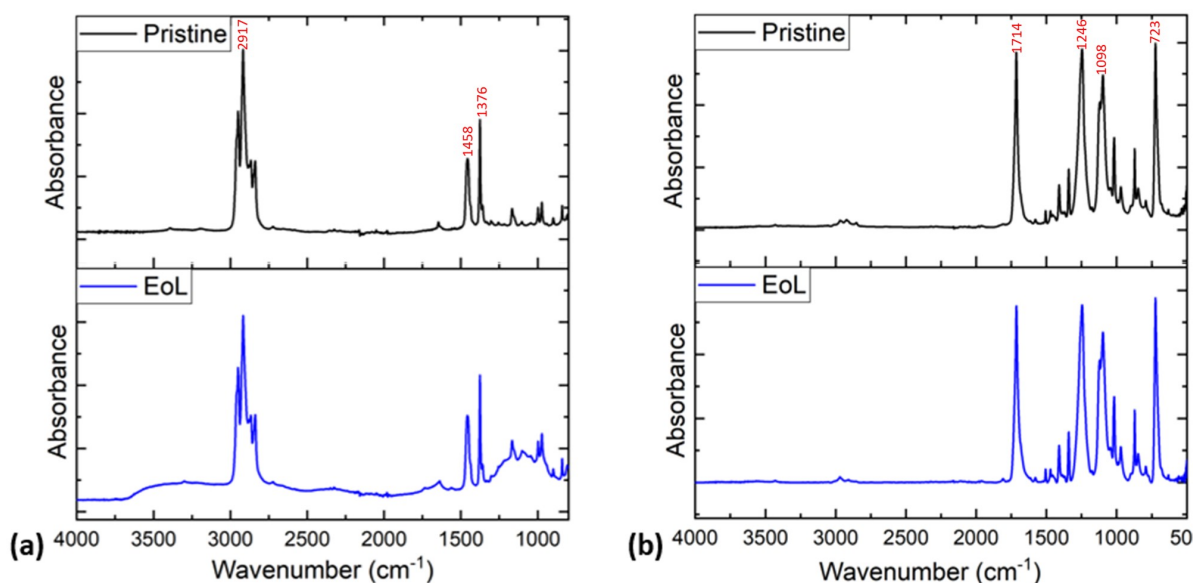 Pristine
2917
1458
1376
Absorbance
EoL
Absorbance
4000 3500 3000 2500 2000 1500 1000
Wavenumber (cm⁻¹)
(a)
Pristine
1714
1246
1098
723
Absorbance
EoL
Absorbance
4000 3500 3000 2500 2000 1500 1000 500
Wavenumber (cm⁻¹)
(b)